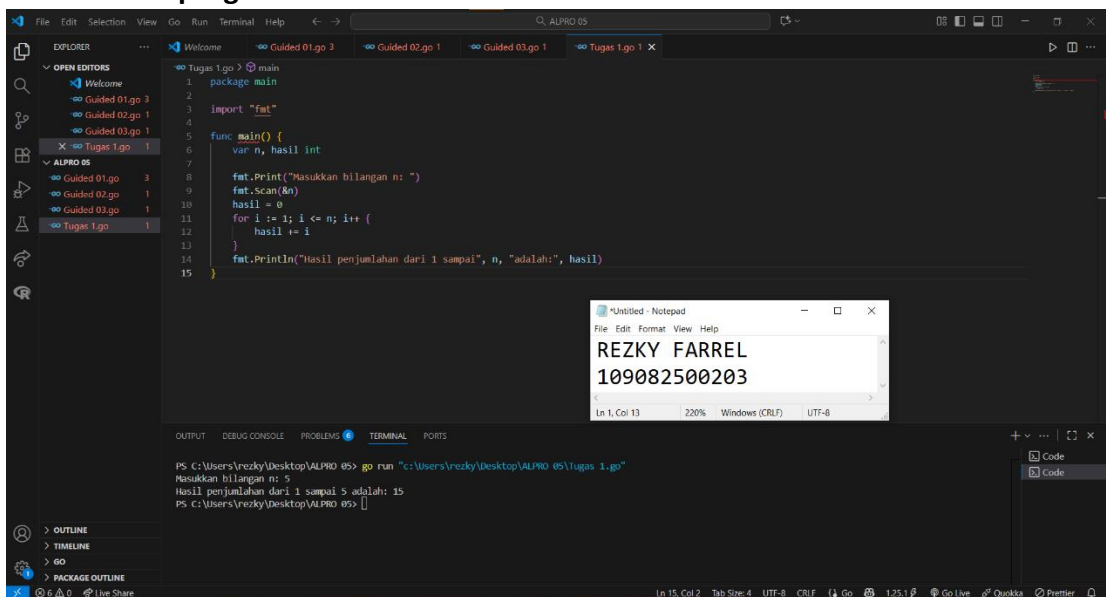 File Edit Selection View Go Run Terminal Help
ALPRO 05
EXPLORER
Welcome Guided 01.go 3 Guided 02.go 1 Guided 03.go 1 Tugas 1.go 1
OPEN EDITORS
Welcome
Guided 01.go 3
Guided 02.go 1
Guided 03.go 1
Tugas 1.go 1
ALPRO 05
Guided 01.go 3
Guided 02.go 1
Guided 03.go 1
Tugas 1.go 1
Tugas 1.go > main
1 package main
2
3 import "fmt"
4
5 func main() {
6 var n, hasil int
7
8 fmt.Print("Masukkan bilangan n: ")
9 fmt.Scan(&n)
10 hasil = 0
11 for i := 1; i <= n; i++ {
12 hasil += i
13 }
14 fmt.Println("Hasil penjumlahan dari 1 sampai", n, "adalah:", hasil)
15 }
*Untitled - Notepad
File Edit Format View Help
REZKY FARREL
109082500203
Ln 1, Col 13 220% Windows (CRLF) UTF-8
OUTPUT DEBUG CONSOLE PROBLEMS 6 TERMINAL PORTS
PS C:\Users\rezky\Desktop\ALPRO 05> go run "c:\Users\rezky\Desktop\ALPRO 05\Tugas 1.go"
Masukkan bilangan n: 5
Hasil penjumlahan dari 1 sampai 5 adalah: 15
PS C:\Users\rezky\Desktop\ALPRO 05>
Code
Code
OUTLINE
TIMELINE
GO
PACKAGE OUTLINE
6 0 Live Share
Ln 15, Col 2 Tab Size: 4 UTF-8 CRLF Go 1.25.1 Go Live Quokka Prettier